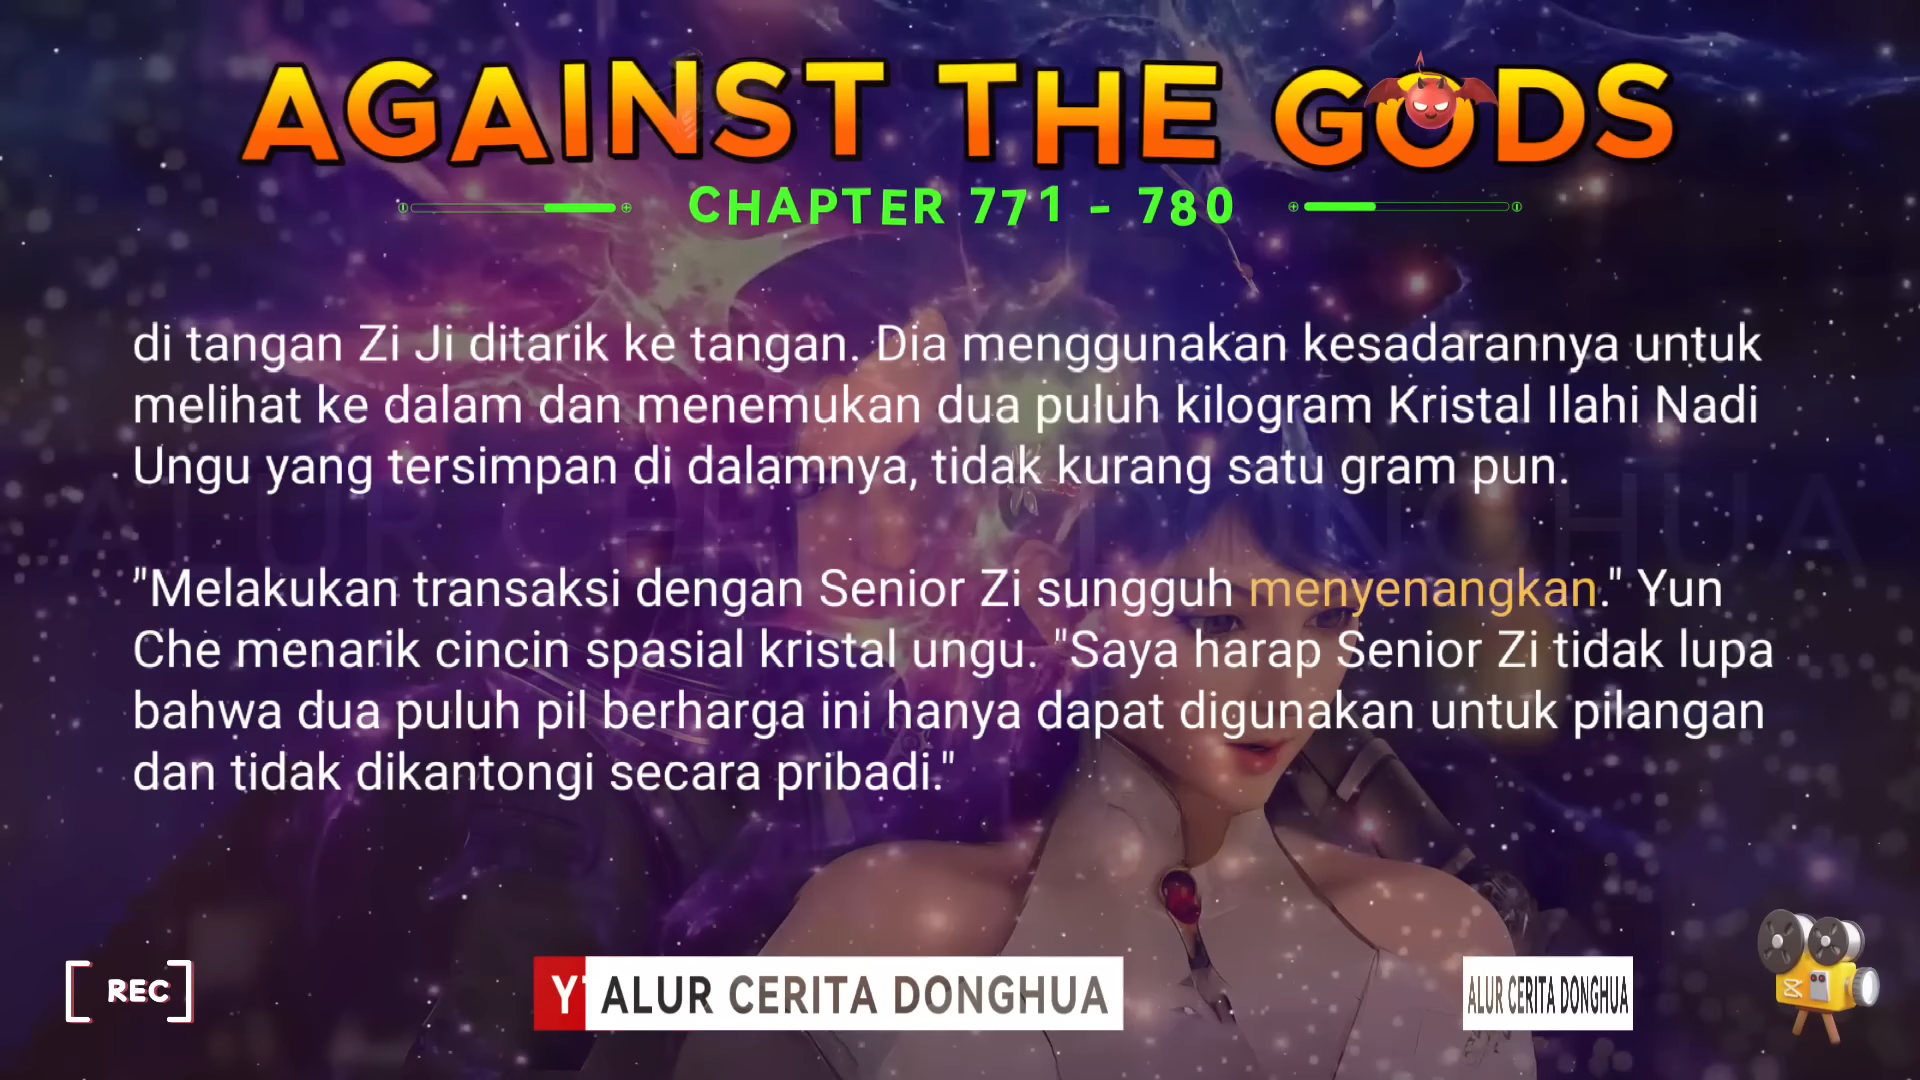 AGAINST THE GODS
CHAPTER 771 - 780
di tangan Zi Ji ditarik ke tangan. Dia menggunakan kesadarannya untuk
melihat ke dalam dan menemukan dua puluh kilogram Kristal Ilahi Nadi
Ungu yang tersimpan di dalamnya, tidak kurang satu gram pun.
ALUR CERITA DONGHUA
"Melakukan transaksi dengan Senior Zi sungguh menyenangkan." Yun
Che menarik cincin spasial kristal ungu. "Saya harap Senior Zi tidak lupa
bahwa dua puluh pil berharga ini hanya dapat digunakan untuk pilangan
dan tidak dikantongi secara pribadi."
REC
ALUR CERITA DONGHUA
ALUR CERITA DONGHUA